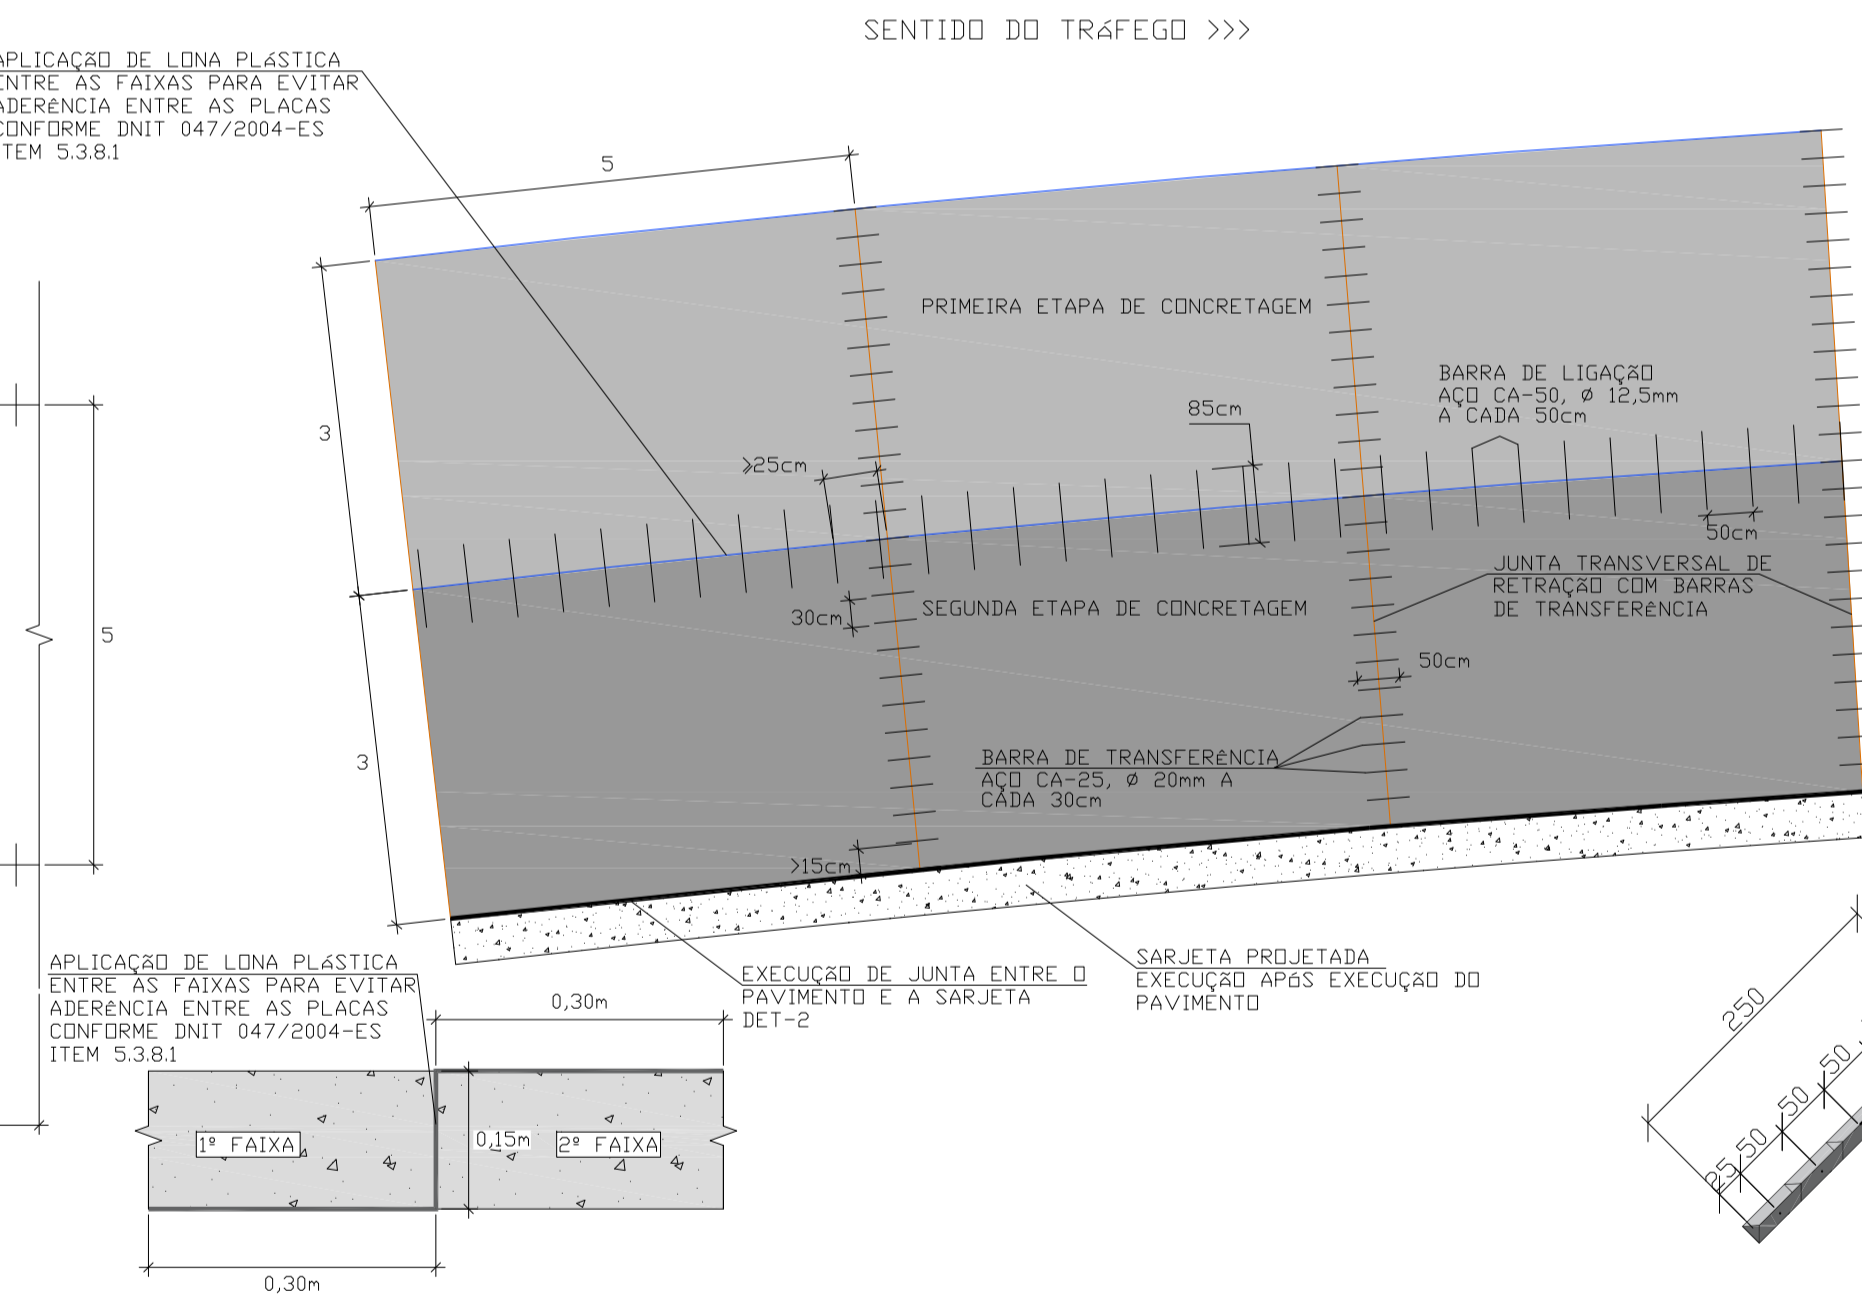 SENTIDO DO TRÁFEGO >>>
APLICAÇÃO DE LONA PLÁSTICA
ENTRE AS FAIXAS PARA EVITAR
ADERÊNCIA ENTRE AS PLACAS
CONFORME DNIT 047/2004-ES
ITEM 5.3.8.1
5
PRIMEIRA ETAPA DE CONCRETAGEM
BARRA DE LIGAÇÃO
AÇO CA-50, Ø 12,5mm
A CADA 50cm
85cm
3
>25cm
50cm
JUNTA TRANSVERSAL DE
RETRAÇÃO COM BARRAS
DE TRANSFERÊNCIA
SEGUNDA ETAPA DE CONCRETAGEM
30cm
5
50cm
3
BARRA DE TRANSFERÊNCIA
AÇO CA-25, Ø 20mm A
CADA 30cm
>15cm
SARJETA PROJETADA
EXECUÇÃO APÓS EXECUÇÃO DO
PAVIMENTO
EXECUÇÃO DE JUNTA ENTRE O
PAVIMENTO E A SARJETA
DET-2
APLICAÇÃO DE LONA PLÁSTICA
ENTRE AS FAIXAS PARA EVITAR
ADERÊNCIA ENTRE AS PLACAS
CONFORME DNIT 047/2004-ES
ITEM 5.3.8.1
0,30m
1º FAIXA
0,15m
2º FAIXA
0,30m
250
50
50
50
25